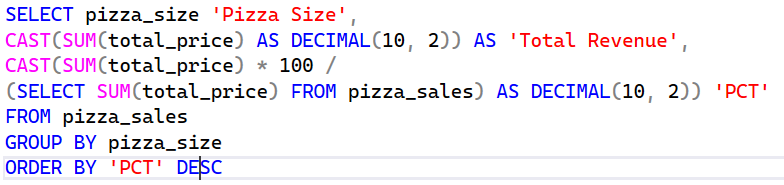 SELECT pizza_size 'Pizza Size',
CAST(SUM(total_price) AS DECIMAL(10, 2)) AS 'Total Revenue',
CAST(SUM(total_price) * 100 /
(SELECT SUM(total_price) FROM pizza_sales) AS DECIMAL(10, 2)) 'PCT'
FROM pizza_sales
GROUP BY pizza_size
ORDER BY 'PCT' DESC